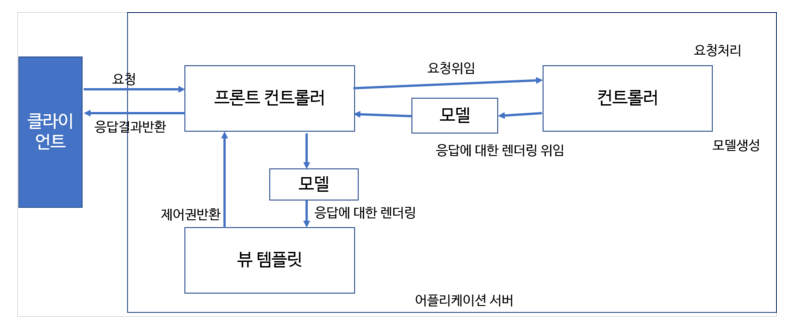 요청처리
요청
프론트 컨트롤러
요청위임
컨트롤러
클라이
언트
응답결과반환
모델
응답에 대한 렌더링 위임
모델생성
모델
제어권반환
응답에 대한 렌더링
뷰 템플릿
어플리케이션 서버